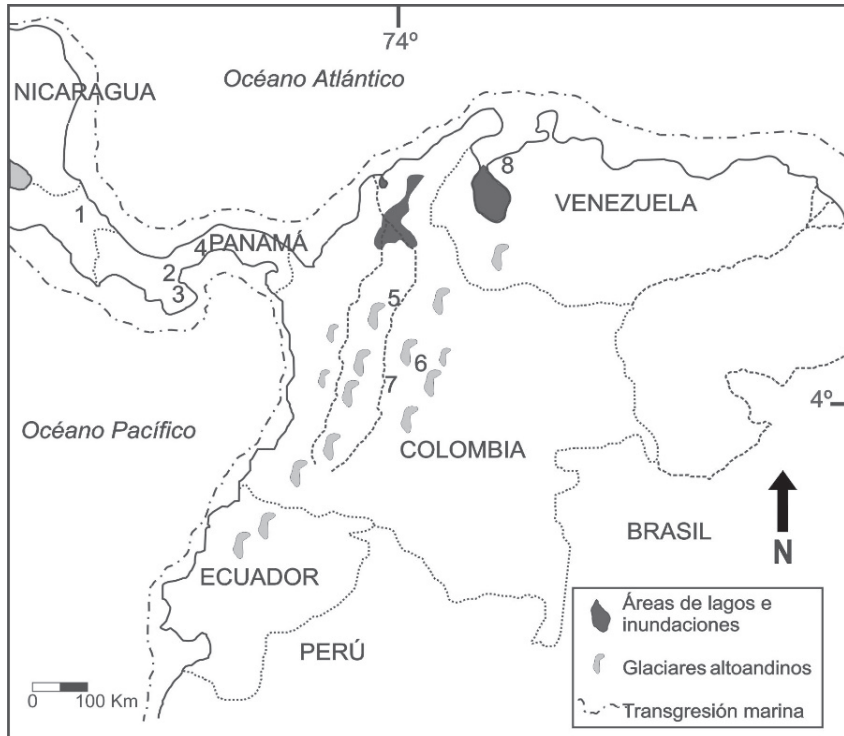 74º
Océano Atlántico
NICARAGUA
8
VENEZUELA
1
4
PANAMÁ
2
3
5
6
7
4º
Océano Pacífico
COLOMBIA
BRASIL
N
ECUADOR
PERÚ
Áreas de lagos e
inundaciones
Glaciares altoandinos
Transgresión marina
0 100 Km